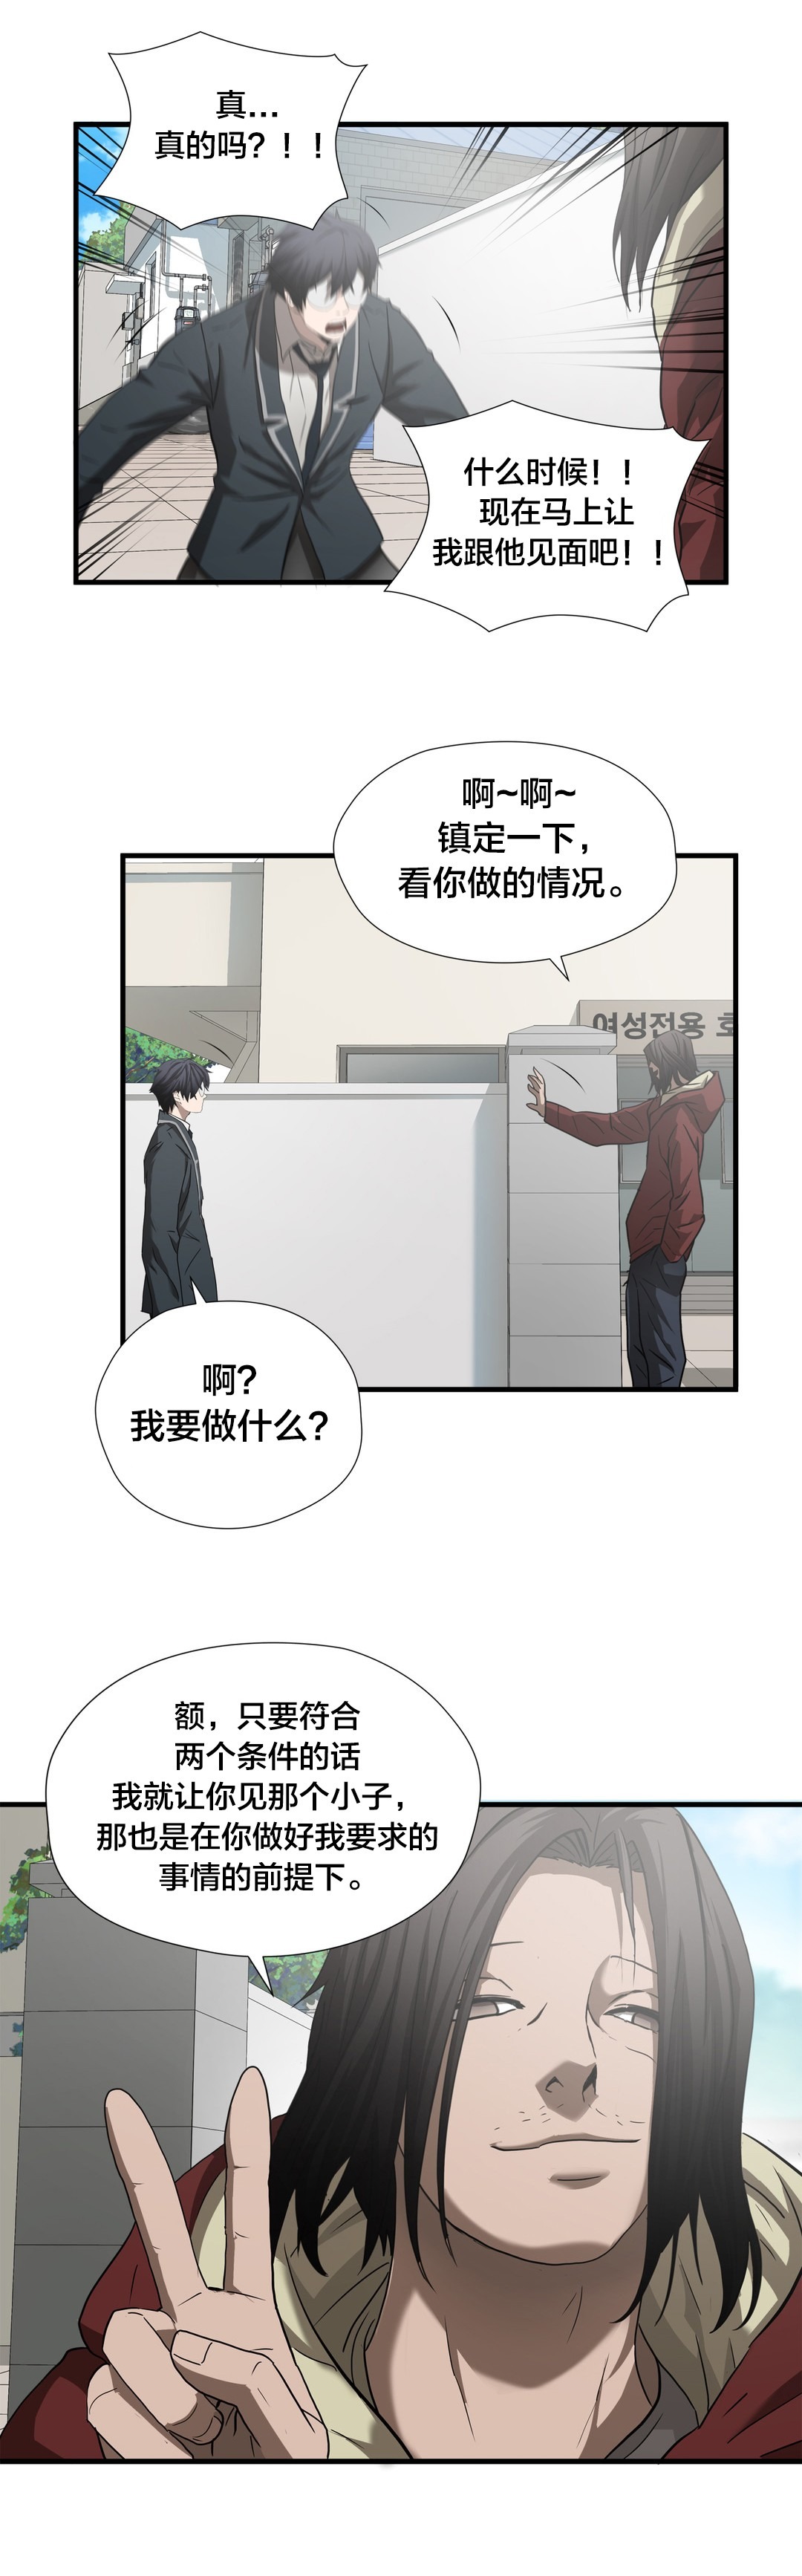 真...
真的吗？！！
什么时候！！
现在马上让
我跟他见面吧！！
啊~啊~
镇定一下，
看你做的情况。
여성전용
啊？
我要做什么？
额，只要符合
两个条件的话
我就让你见那个小子，
那也是在你做好我要求的
事情的前提下。